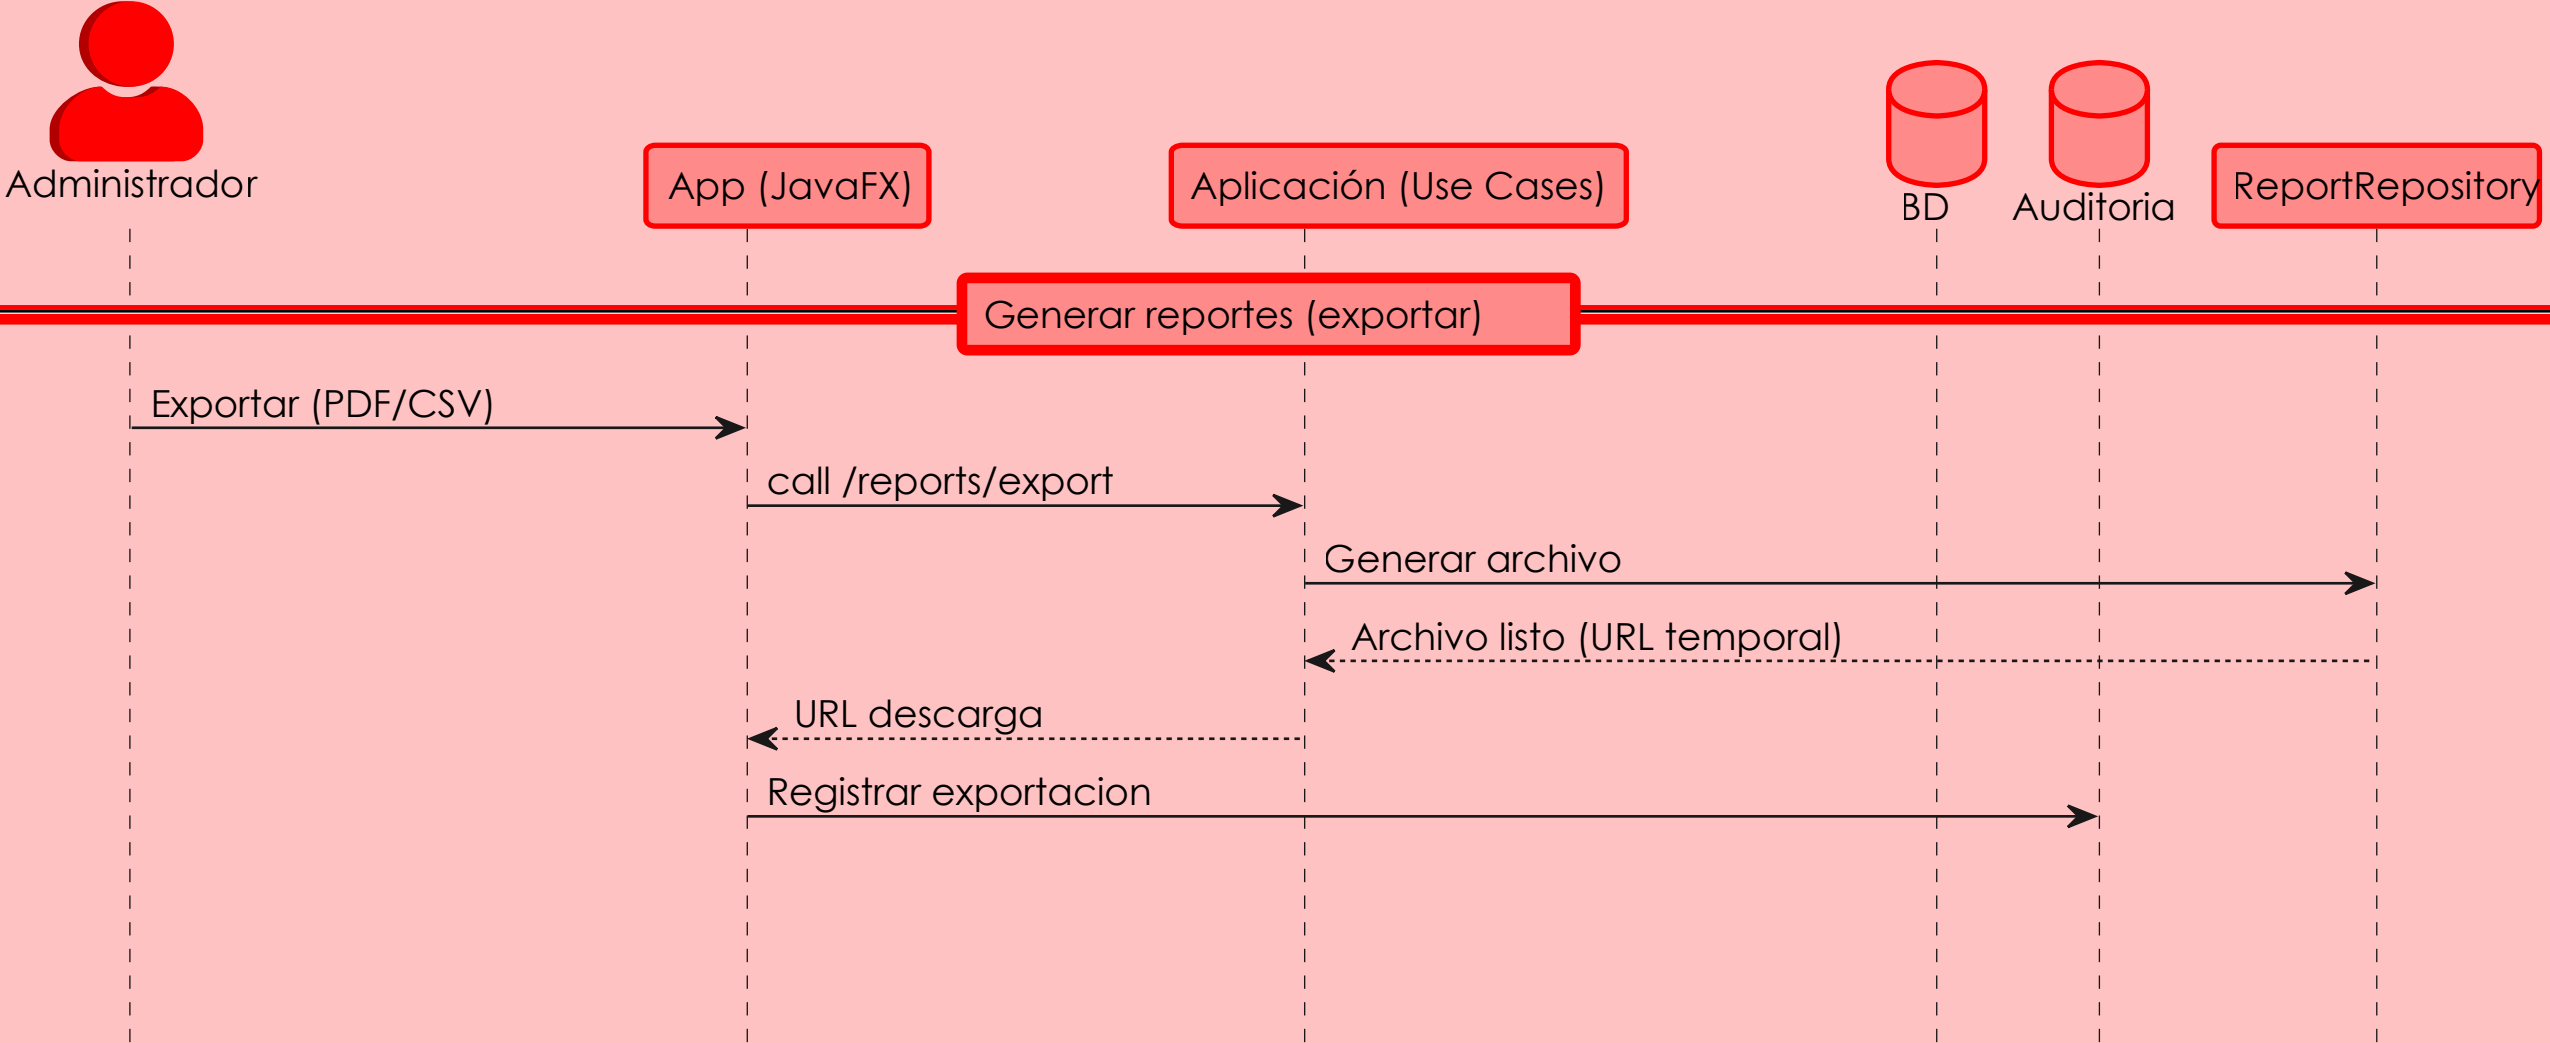 Administrador
App (JavaFX)
Aplicación (Use Cases)
BD
Auditoria
ReportRepository
Generar reportes (exportar)
Exportar (PDF/CSV)
call /reports/export
Generar archivo
Archivo listo (URL temporal)
URL descarga
Registrar exportacion